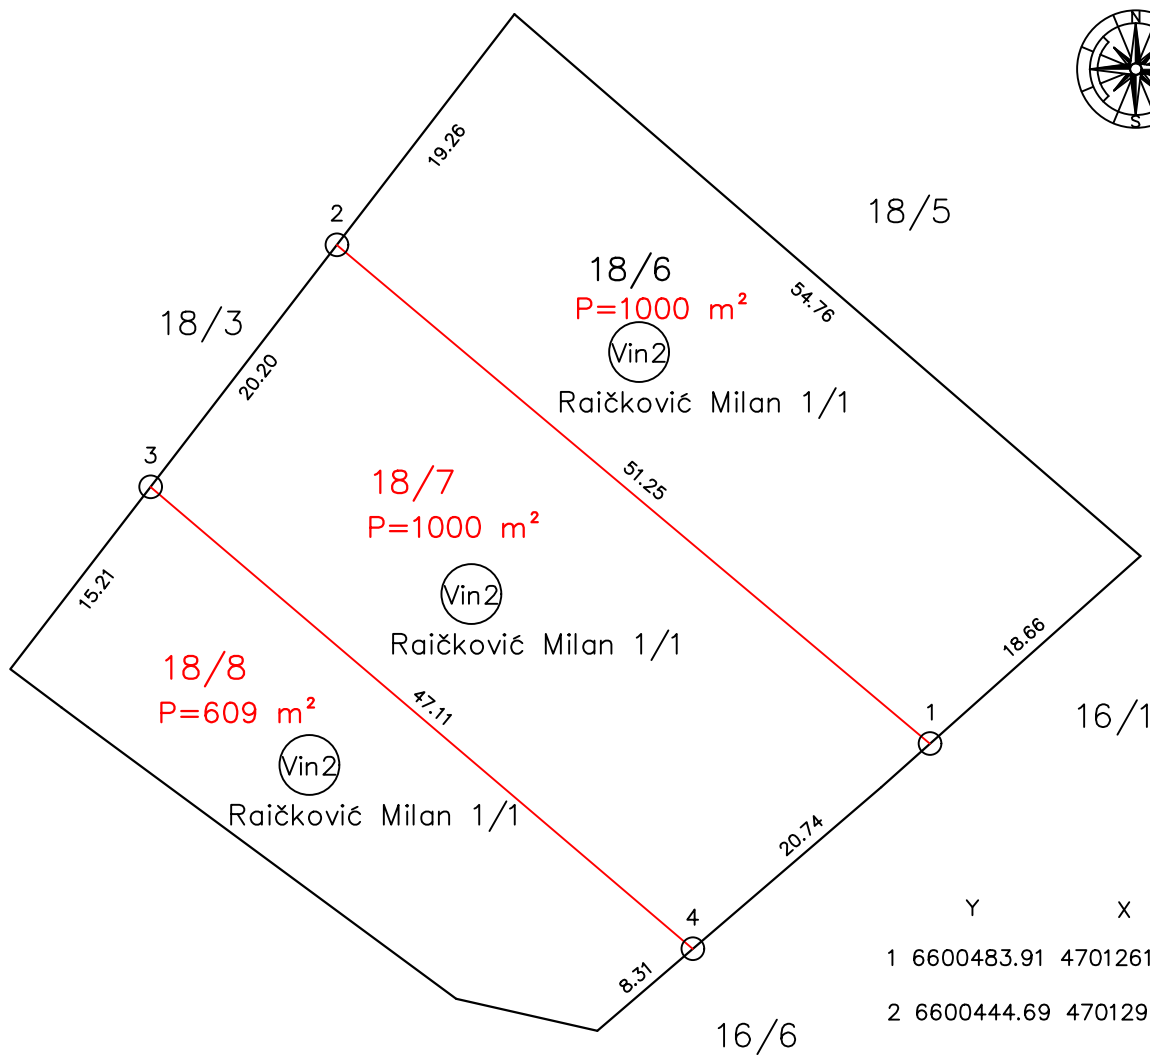 N
S
19.26
2
18/5
18/6
P=1000 m²
54.76
18/3
Vin2
20.20
Raičković Milan 1/1
3
51.25
18/7
P=1000 m²
15.21
Vin2
18.66
Raičković Milan 1/1
18/8
P=609 m²
47.11
16/1
1
Vin2
Raičković Milan 1/1
20.74
4
Y X
1 6600483.91 4701261
8.31
2 6600444.69 470129
16/6